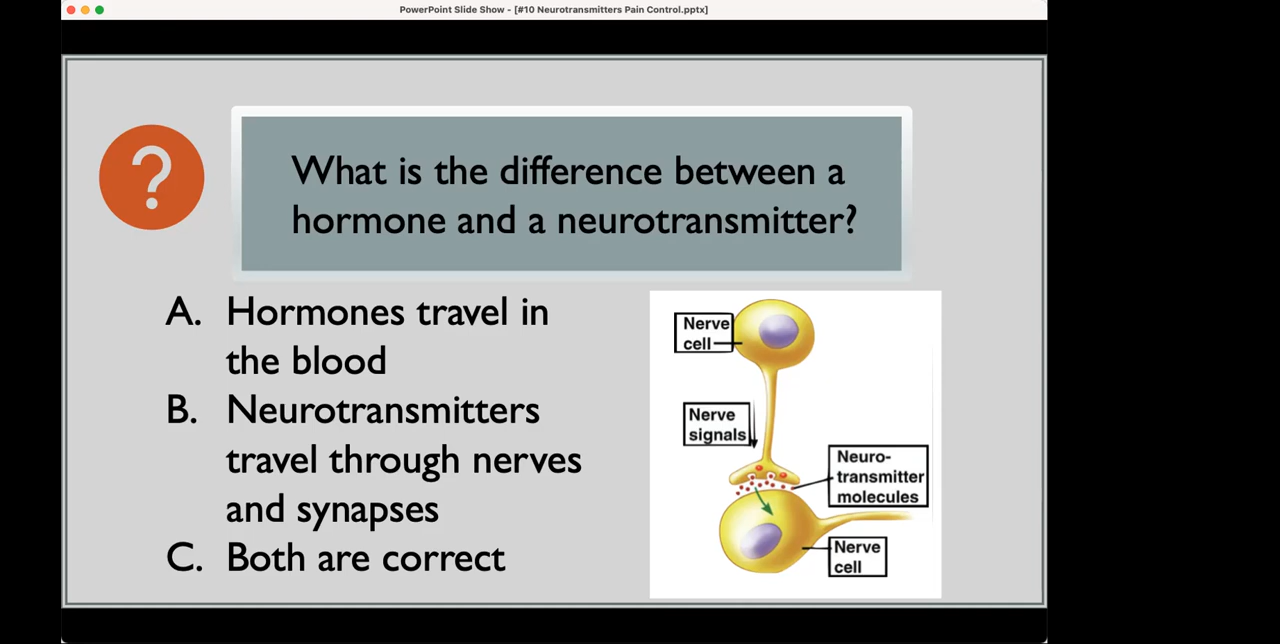 PowerPoint Slide Show - [#10 Neurotransmitters Pain Control.pptx]
?
What is the difference between a
hormone and a neurotransmitter?
A. Hormones travel in
the blood
B. Neurotransmitters
travel through nerves
and synapses
C. Both are correct
Nerve
cell
Nerve
signals
Neuro-
transmitter
molecules
Nerve
cell